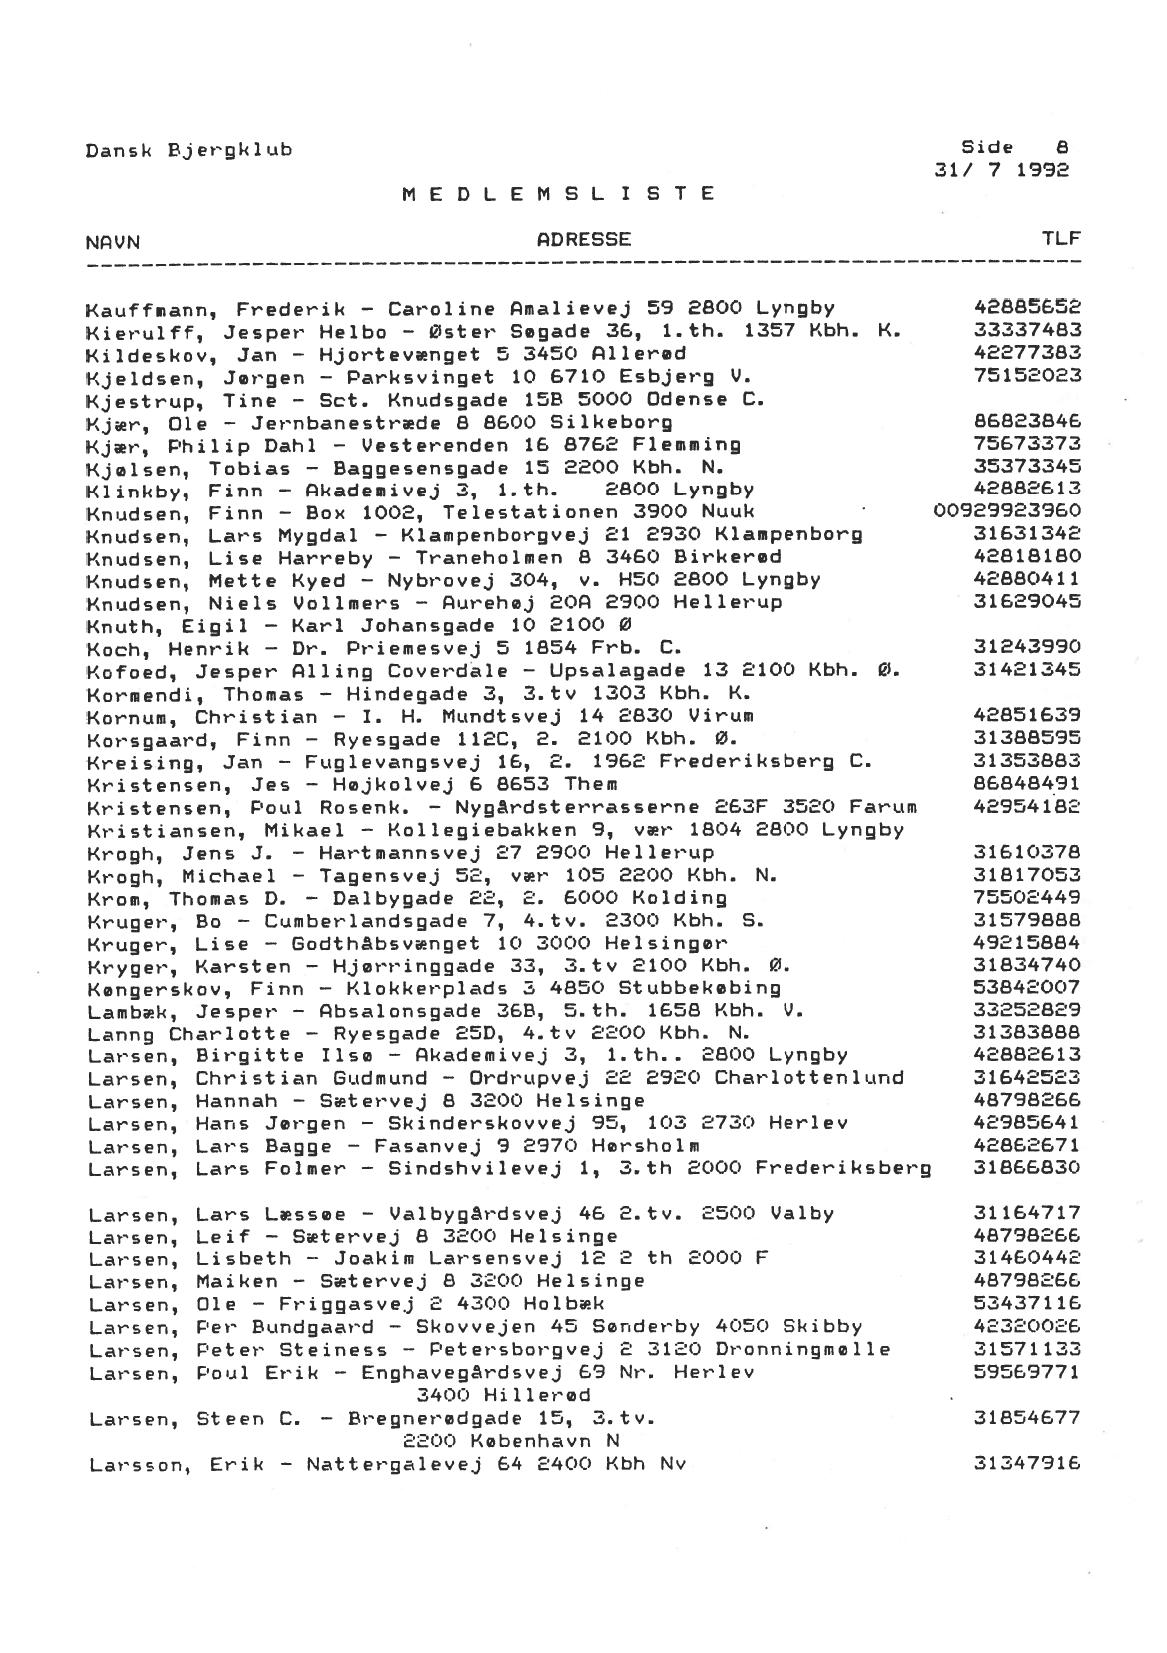 Dansk Bjergklub Side 8
31/ 7 1992
M E D L E M S L I S T E
NAVN ADRESSE TLF
Kauffmann, Frederik - Caroline Amalievej 59 2800 Lyngby 42885652
Kierulff, Jesper Helbo - Øster Søgade 36, 1.th. 1357 Kbh. K. 33337483
Kildeskov, Jan - Hjortevænget 5 3450 Allerød 42277383
Kjeldsen, Jørgen - Parksvinget 10 6710 Esbjerg V. 75152023
Kjestrup, Tine - Sct. Knudsgade 15B 5000 Odense C.
Kjær, Ole - Jernbanestræde 8 8600 Silkeborg 86823846
Kjær, Philip Dahl - Vesterenden 16 8762 Flemming 75673373
Kjølsen, Tobias - Baggesensgade 15 2200 Kbh. N. 35373345
Klinkby, Finn - Akademivej 3, 1.th. 2800 Lyngby 42882613
Knudsen, Finn - Box 1002, Telestationen 3900 Nuuk 00929923960
Knudsen, Lars Mygdal - Klampenborgvej 21 2930 Klampenborg 31631342
Knudsen, Lise Harreby - Traneholmen 8 3460 Birkerød 42818180
Knudsen, Mette Kyed - Nybrovej 304, v. H50 2800 Lyngby 42880411
Knudsen, Niels Vollmers - Aurehøj 20A 2900 Hellerup 31629045
Knuth, Eigil - Karl Johansgade 10 2100 Ø
Koch, Henrik - Dr. Priemesvej 5 1854 Frb. C. 31243990
Kofoed, Jesper Alling Coverdale - Upsalagade 13 2100 Kbh. Ø. 31421345
Kormendi, Thomas - Hindegade 3, 3.tv 1303 Kbh. K.
Kornum, Christian - I. H. Mundtsvej 14 2830 Virum 42851639
Korsgaard, Finn - Ryesgade 112C, 2. 2100 Kbh. Ø. 31388595
Kreising, Jan - Fuglevangsvej 16, 2. 1962 Frederiksberg C. 31353883
Kristensen, Jes - Højkolvej 6 8653 Them 86848491
Kristensen, Poul Rosenk. - Nygårdsterrasserne 263F 3520 Farum 42954182
Kristiansen, Mikael - Kollegiebakken 9, vær 1804 2800 Lyngby
Krogh, Jens J. - Hartmannsvej 27 2900 Hellerup 31610378
Krogh, Michael - Tagensvej 52, vær 105 2200 Kbh. N. 31817053
Krom, Thomas D. - Dalbygade 22, 2. 6000 Kolding 75502449
Kruger, Bo - Cumberlandsgade 7, 4.tv. 2300 Kbh. S. 31579888
Kruger, Lise - Godthåbsvænget 10 3000 Helsingør 49215884
Kryger, Karsten - Hjørringgade 33, 3.tv 2100 Kbh. Ø. 31834740
Køngerskov, Finn - Klokkerplads 3 4850 Stubbekøbing 53842007
Lambæk, Jesper - Absalonsgade 36B, 5.th. 1658 Kbh. V. 33252829
Lanng Charlotte - Ryesgade 25D, 4.tv 2200 Kbh. N. 31383888
Larsen, Birgitte Ilsø - Akademivej 3, 1.th.. 2800 Lyngby 42882613
Larsen, Christian Gudmund - Ordrupvej 22 2920 Charlottenlund 31642523
Larsen, Hannah - Sætervej 8 3200 Helsinge 48798266
Larsen, Hans Jørgen - Skinderskovvej 95, 103 2730 Herlev 42985641
Larsen, Lars Bagge - Fasanvej 9 2970 Hørsholm 42862671
Larsen, Lars Folmer - Sindshvilevej 1, 3.th 2000 Frederiksberg 31866830
Larsen, Lars Læssøe - Valbygårdsvej 46 2.tv. 2500 Valby 31164717
Larsen, Leif - Sætervej 8 3200 Helsinge 48798266
Larsen, Lisbeth - Joakim Larsensvej 12 2 th 2000 F 31460442
Larsen, Maiken - Sætervej 8 3200 Helsinge 48798266
Larsen, Ole - Friggasvej 2 4300 Holbæk 53437116
Larsen, Per Bundgaard - Skovvejen 45 Sønderby 4050 Skibby 42320026
Larsen, Peter Steiness - Petersborgvej 2 3120 Dronningmølle 31571133
Larsen, Poul Erik - Enghavegårdsvej 69 Nr. Herlev 59569771
3400 Hillerød
Larsen, Steen C. - Bregnerødgade 15, 3.tv. 31854677
2200 København N
Larsson, Erik - Nattergalevej 64 2400 Kbh Nv 31347916